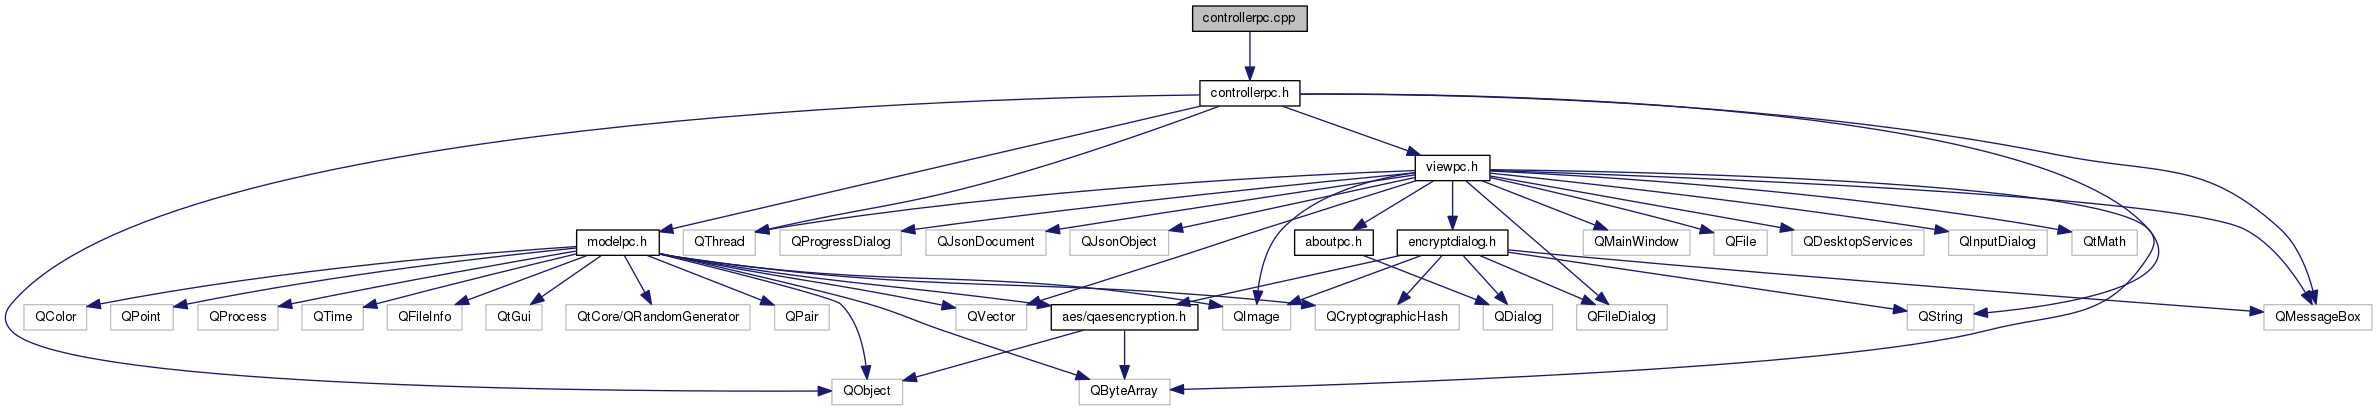 controllerpc.cpp
controllerpc.h
viewpc.h
modelpc.h
QThread
QProgressDialog
QJsonDocument
QJsonObject
aboutpc.h
encryptdialog.h
QMainWindow
QFile
QDesktopServices
QInputDialog
QtMath
QColor
QPoint
QProcess
QTime
QFileInfo
QtGui
QtCore/QRandomGenerator
QPair
QVector
aes/qaesencryption.h
QImage
QCryptographicHash
QDialog
QFileDialog
QString
QMessageBox
QObject
QByteArray